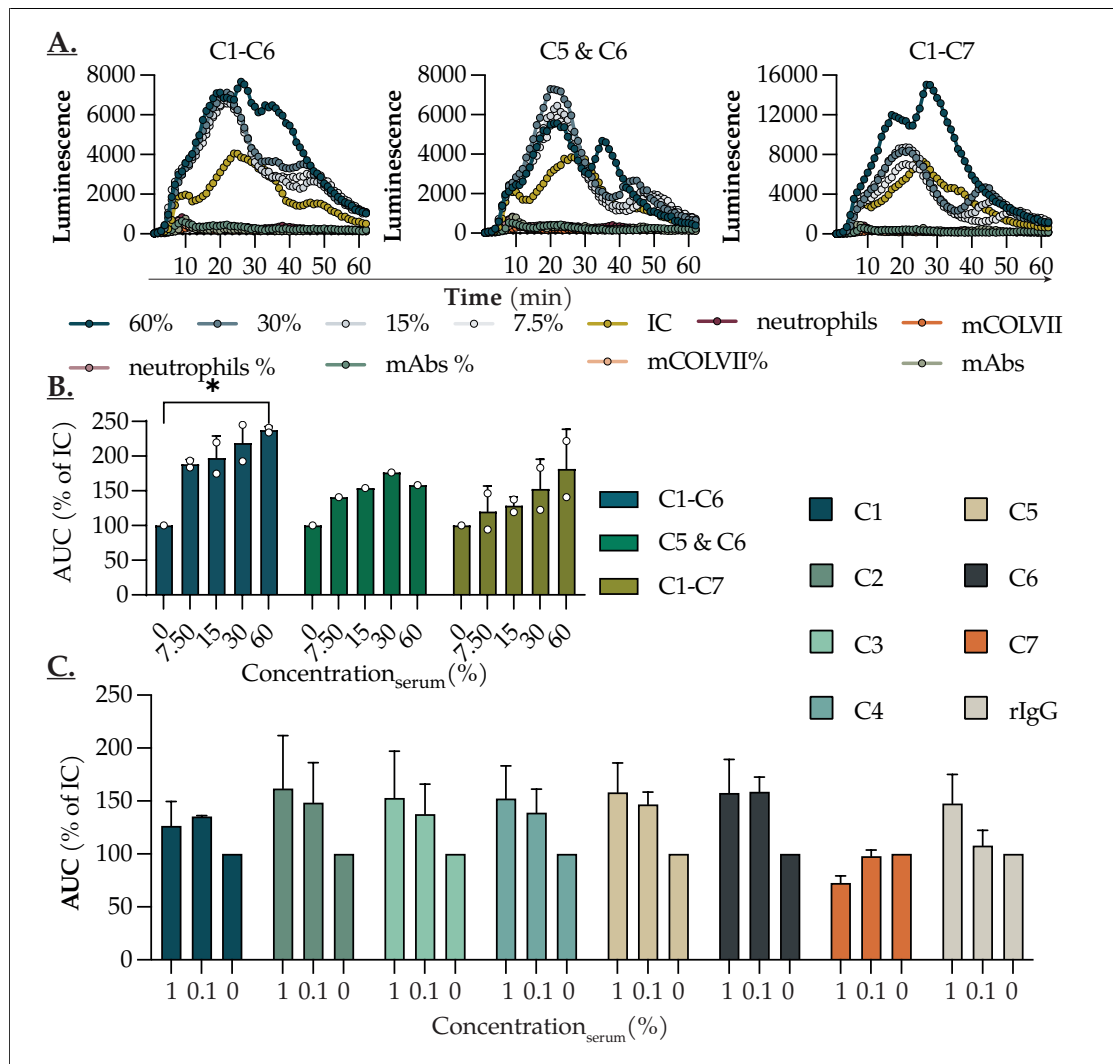 A.
C1-C6
C5 & C6
C1-C7
8000
6000
4000
2000
0
Luminescence
8000
6000
4000
2000
0
Luminescence
16000
12000
8000
4000
0
Luminescence
10 20 30 40 50 60
10 20 30 40 50 60
10 20 30 40 50 60
Time (min)
60% 30% 15% 7.5% IC neutrophils mCOLVII
neutrophils % mAbs % mCOLVII% mAbs
B.
*
AUC (% of IC)
250
200
150
100
50
0
0 7.50 15 30 60
0 7.50 15 30 60
0 7.50 15 30 60
Concentration serum (%)
C1-C6
C5 & C6
C1-C7
C1 C5
C2 C6
C3 C7
C4 rIgG
C.
AUC (% of IC)
250
200
150
100
50
0
1 0.1 0 1 0.1 0 1 0.1 0 1 0.1 0 1 0.1 0 1 0.1 0 1 0.1 0 1 0.1 0
Concentration serum (%)